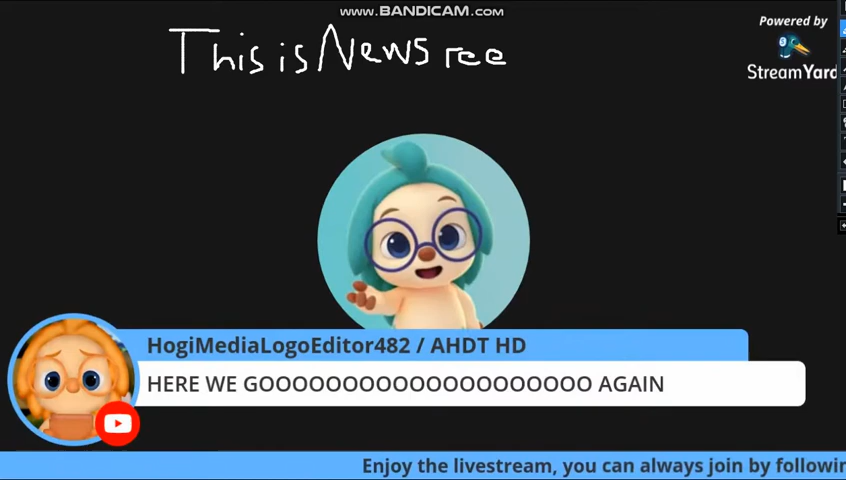 WWW.BANDICAM.COM
This is News ree
Powered by
StreamYard
HogiMediaLogoEditor482 / AHDT HD
HERE WE GOOOOOOOOOOOOOOOOOOOO AGAIN
Enjoy the livestream, you can always join by followin